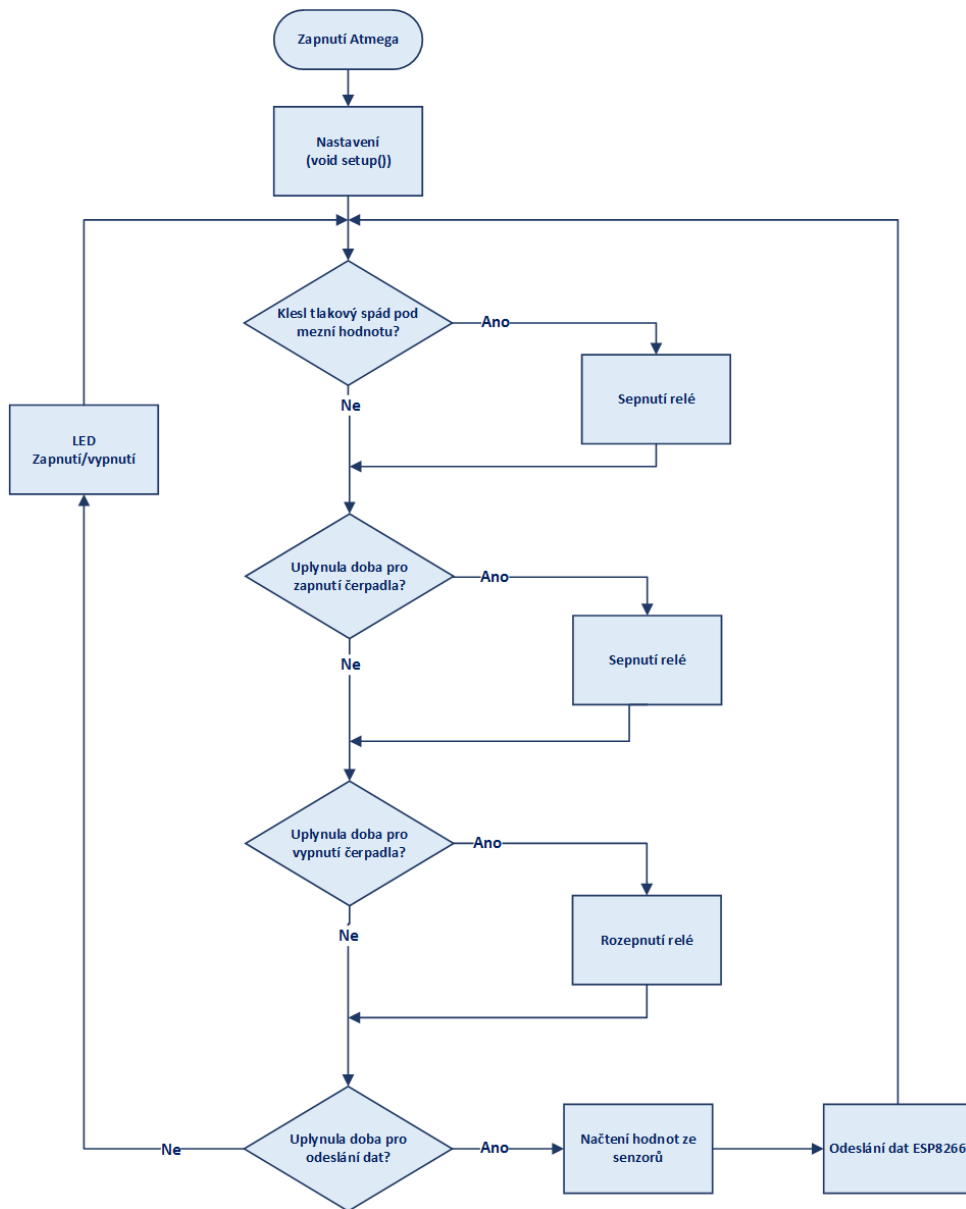 Zapnutí Atmega
Nastavení
(void setup())
Klesl tlakový spád pod
mezní hodnotu?
Ano
Sepnutí relé
Ne
LED
Zapnutí/vypnutí
Uplynula doba pro
zapnutí čerpadla?
Ano
Sepnutí relé
Ne
Uplynula doba pro
vypnutí čerpadla?
Ano
Rozepnutí relé
Ne
Ne
Uplynula doba pro
odeslání dat?
Ano
Načtení hodnot ze
senzorů
Odeslání dat ESP8266